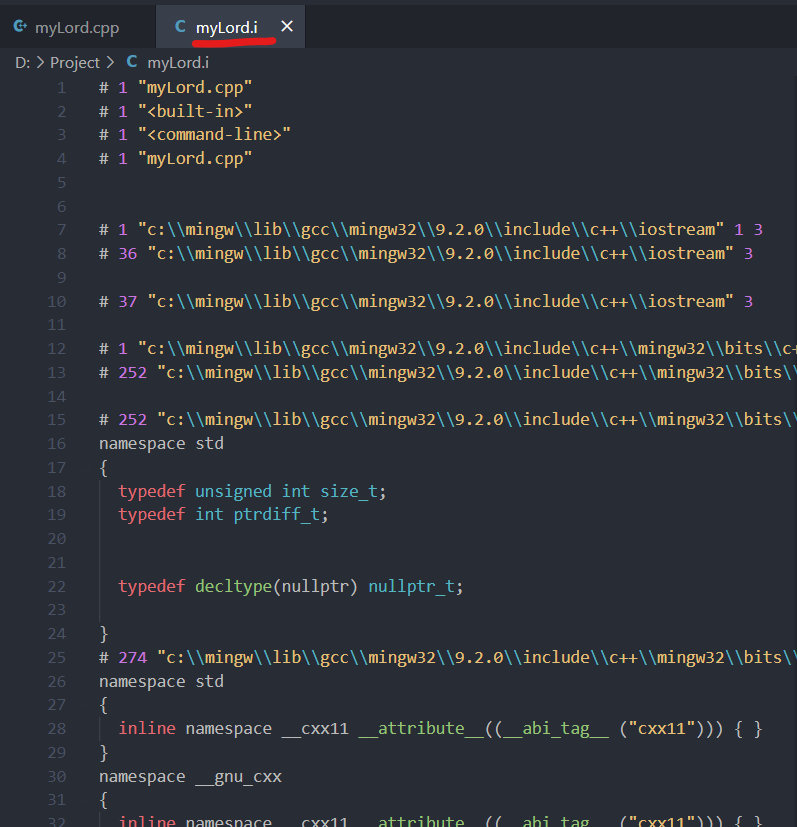 myLord.cpp
C myLord.i ×
D: > Project > C myLord.i
1 # 1 "myLord.cpp"
2 # 1 "<built-in>"
3 # 1 "<command-line>"
4 # 1 "myLord.cpp"
5
6
7 # 1 "c:\\mingw\\lib\\gcc\\mingw32\\9.2.0\\include\\c++\\iostream" 1 3
8 # 36 "c:\\mingw\\lib\\gcc\\mingw32\\9.2.0\\include\\c++\\iostream" 3
9
10 # 37 "c:\\mingw\\lib\\gcc\\mingw32\\9.2.0\\include\\c++\\iostream" 3
11
12 # 1 "c:\\mingw\\lib\\gcc\\mingw32\\9.2.0\\include\\c++\\mingw32\\bits\\c+
13 # 252 "c:\\mingw\\lib\\gcc\\mingw32\\9.2.0\\include\\c++\\mingw32\\bits\\
14
15 # 252 "c:\\mingw\\lib\\gcc\\mingw32\\9.2.0\\include\\c++\\mingw32\\bits\\
16 namespace std
17 {
18 typedef unsigned int size_t;
19 typedef int ptrdiff_t;
20
21
22 typedef decltype(nullptr) nullptr_t;
23
24 }
25 # 274 "c:\\mingw\\lib\\gcc\\mingw32\\9.2.0\\include\\c++\\mingw32\\bits\\
26 namespace std
27 {
28 inline namespace __cxx11 __attribute__((__abi_tag__ ("cxx11"))) { }
29 }
30 namespace __gnu_cxx
31 {
32 inline namespace __cxx11 __attribute__((__abi_tag__ ("cxx11"))) { }